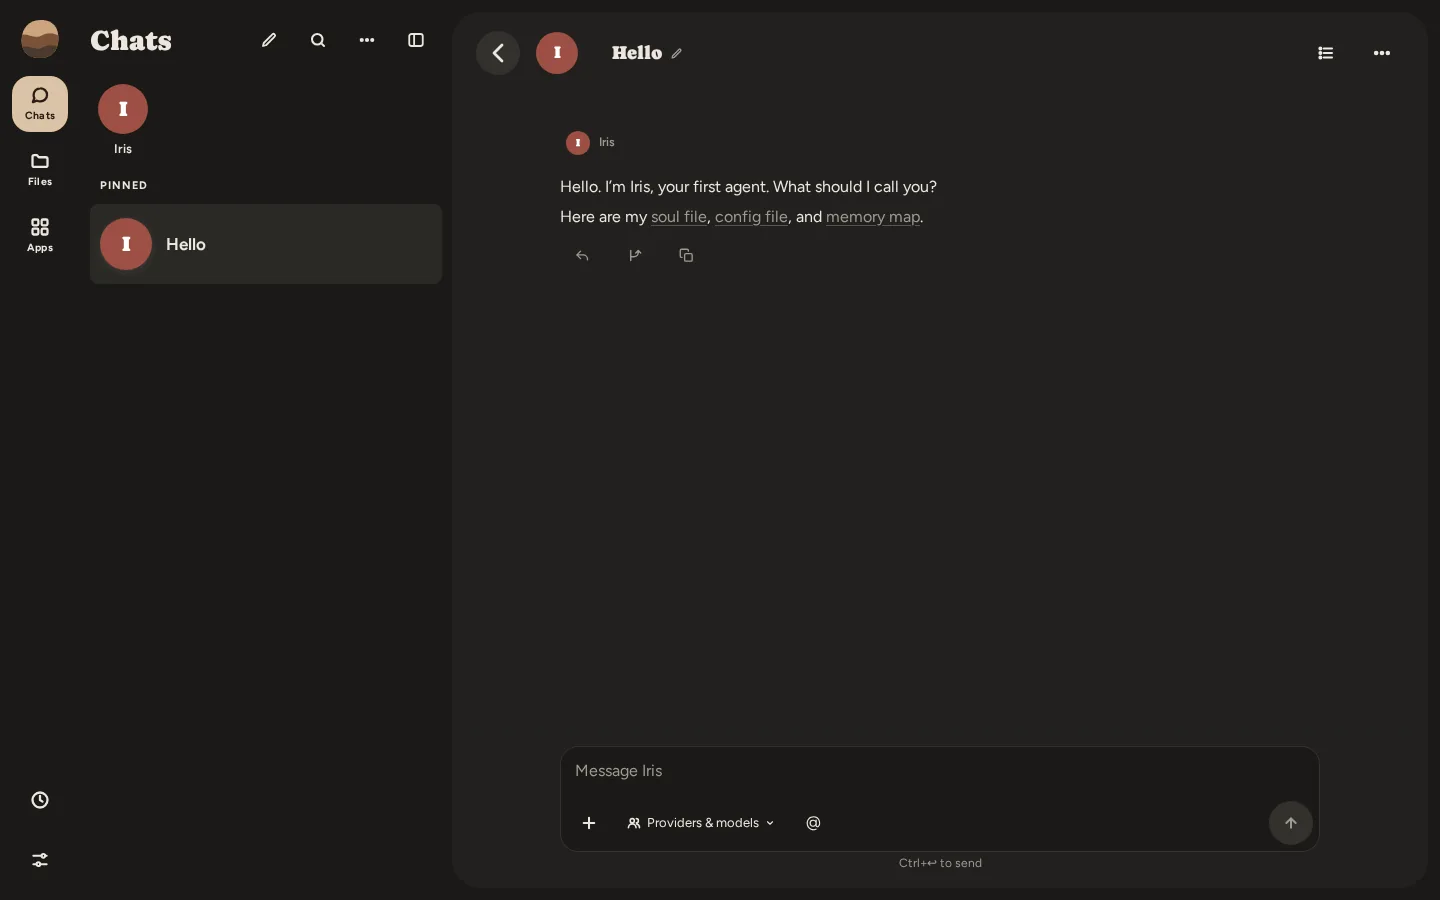 Chats
Chats
Files
Apps
I
Iris
PINNED
I
Hello
I
Hello
I
Iris
Hello. I'm Iris, your first agent. What should I call you?
Here are my soul file, config file, and memory map.
Message Iris
Providers & models
@
Ctrl+↩ to send